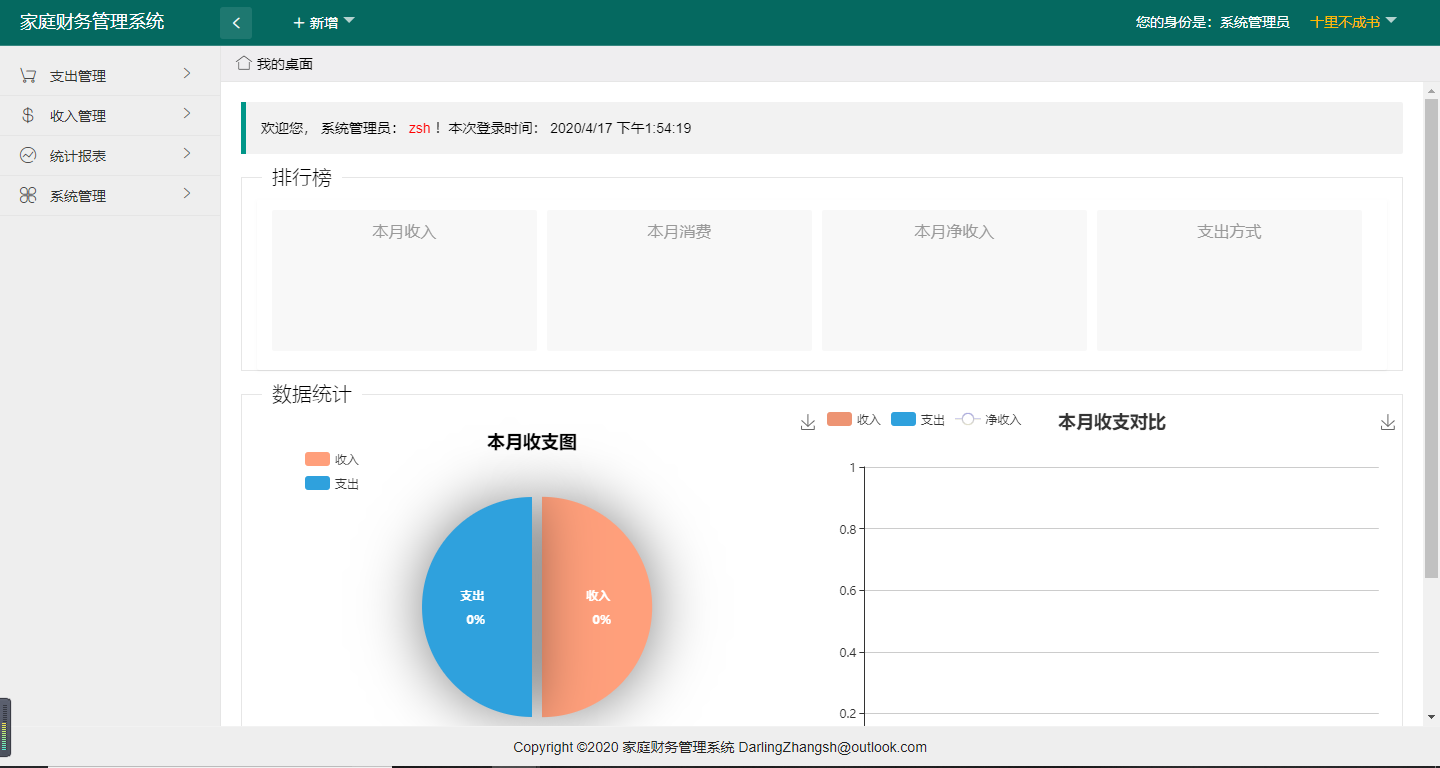 家庭财务管理系统
新增
您的身份是：系统管理员
十里不成书
支出管理
收入管理
统计报表
系统管理
我的桌面
欢迎您， 系统管理员： zsh！本次登录时间： 2020/4/17 下午1:54:19
排行榜
本月收入
本月消费
本月净收入
支出方式
数据统计
本月收支图
收入
支出
支出
0%
收入
0%
收入
支出
净收入
本月收支对比
1
0.8
0.6
0.4
0.2
Copyright ©2020 家庭财务管理系统 DarlingZhangsh@outlook.com